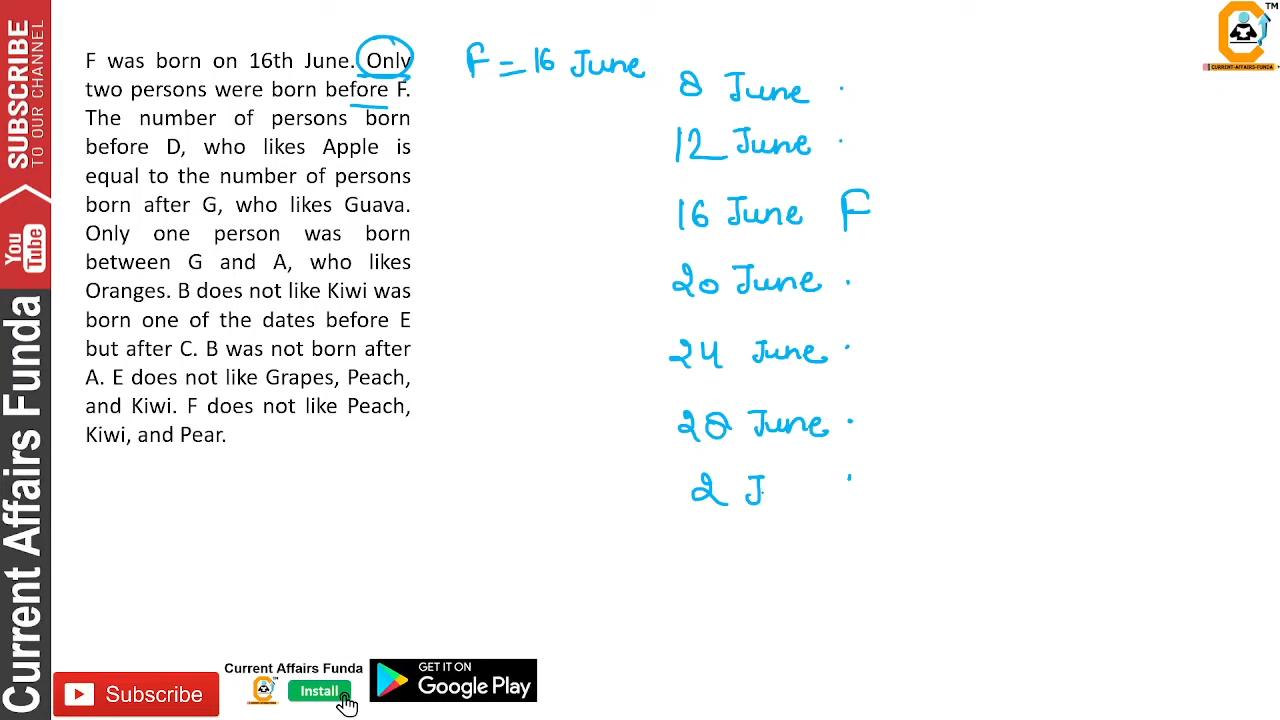 SUBSCRIBE
TO OUR CHANNEL
You
Tube
Current Affairs Funda
F was born on 16th June. Only
two persons were born before F.
The number of persons born
before D, who likes Apple is
equal to the number of persons
born after G, who likes Guava.
Only one person was born
between G and A, who likes
Oranges. B does not like Kiwi was
born one of the dates before E
but after C. B was not born after
A. E does not like Grapes, Peach,
and Kiwi. F does not like Peach,
Kiwi, and Pear.
F = 16 June
8 June
12 June
16 June F
20 June
24 June
28 June
2 J
TM
CURRENT-AFFAIRS-FUNDA
Subscribe
Current Affairs Funda
Install
GET IT ON
Google Play